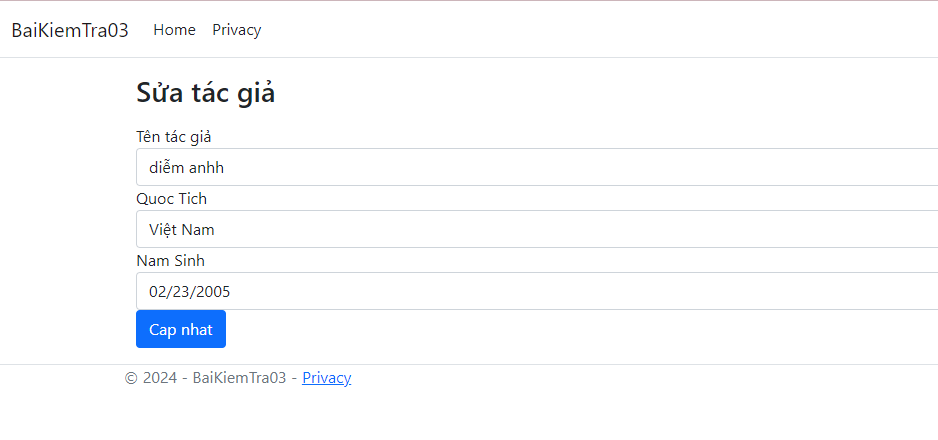 BaiKiemTra03 Home Privacy
Sửa tác giả
Tên tác giả
diễm anhh
Quoc Tich
Việt Nam
Nam Sinh
02/23/2005
Cap nhat
© 2024 - BaiKiemTra03 - Privacy